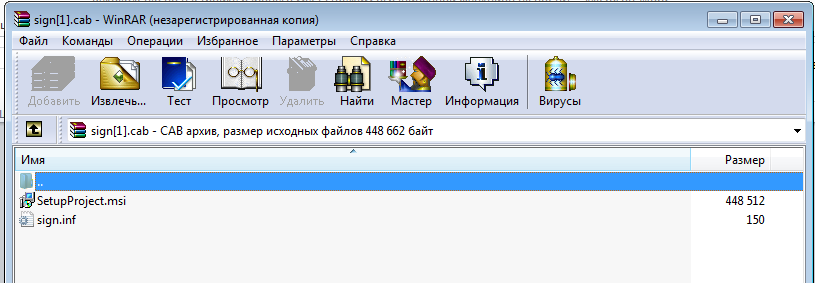 sign[1].cab - WinRAR (незарегистрированная копия)
Файл Команды Операции Избранное Параметры Справка
Добавить Извлечь... Тест Просмотр Удалить Найти Мастер Информация Вирусы
sign[1].cab - CAB архив, размер исходных файлов 448 662 байт
Имя Размер
..
SetupProject.msi 448 512
sign.inf 150